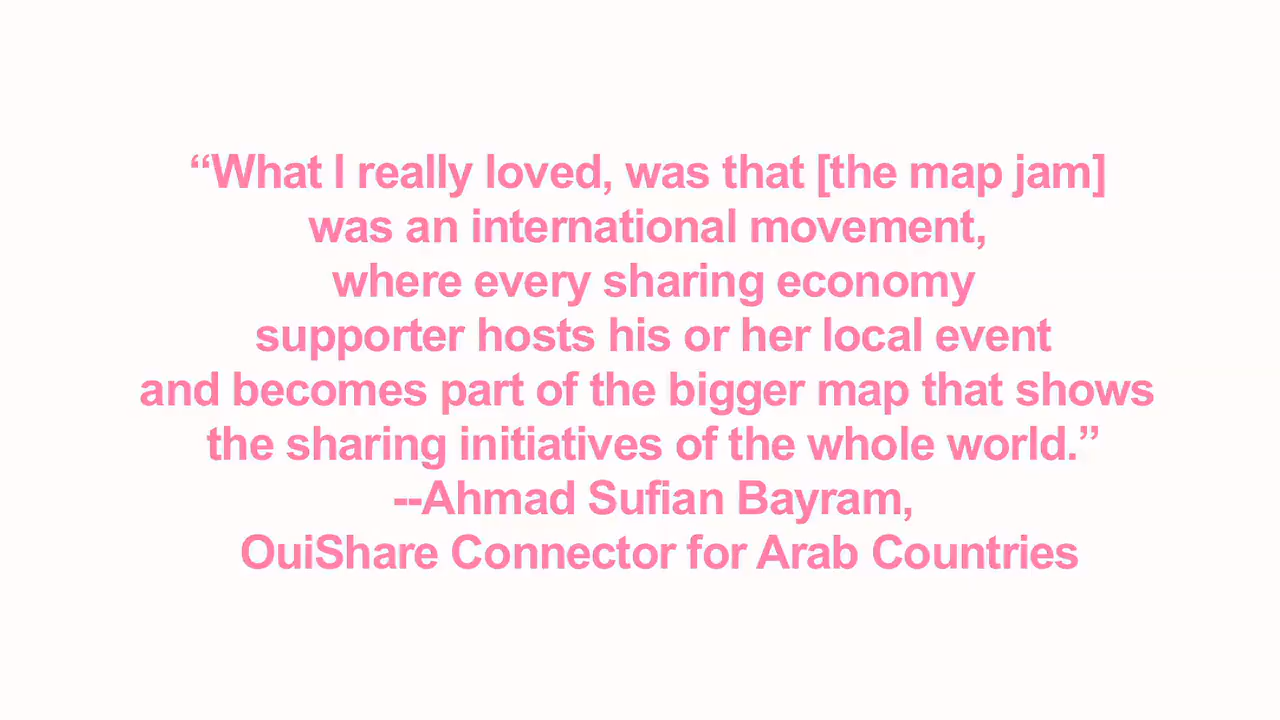 “What I really loved, was that [the map jam]
was an international movement,
where every sharing economy
supporter hosts his or her local event
and becomes part of the bigger map that shows
the sharing initiatives of the whole world.”
--Ahmad Sufian Bayram,
OuiShare Connector for Arab Countries